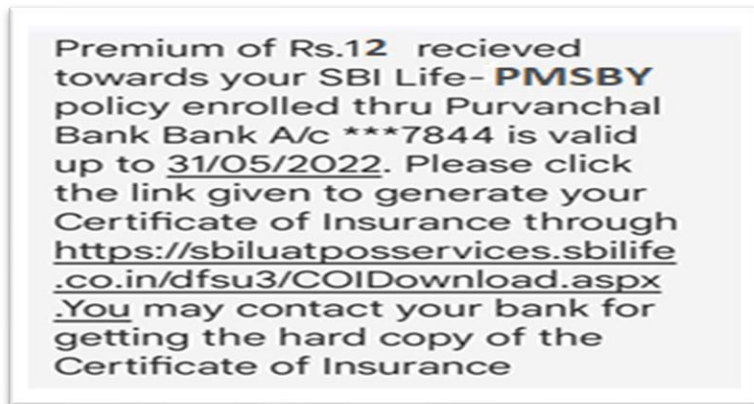 Premium of Rs.12 recieved
towards your SBI Life- PMSBY
policy enrolled thru Purvanchal
Bank Bank A/c ***7844 is valid
up to 31/05/2022. Please click
the link given to generate your
Certificate of Insurance through
https://sbiluatposservices.sbilife
.co.in/dfsu3/COIDownload.aspx
.You may contact your bank for
getting the hard copy of the
Certificate of Insurance